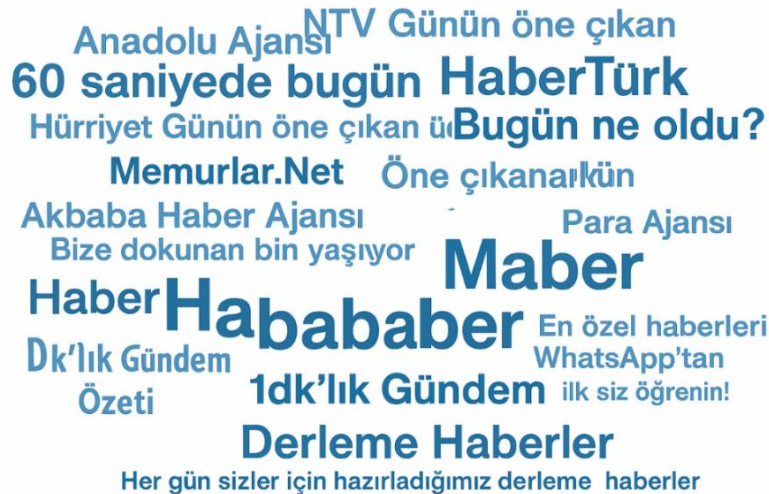 NTV Günün öne çıkan
Anadolu Ajansı
60 saniyede bugün HaberTürk
Hürriyet Günün öne çıkan Bugün ne oldu?
Memurlar.Net Öne çıkan
Akbaba Haber Ajansı
Para Ajansı
Bize dokunan bin yaşıyor
Maber
Haber Habababer
En özel haberleri
Dk'lık Gündem
WhatsApp'tan
Özeti
1dk'lık Gündem ilk siz öğrenin!
Derleme Haberler
Her gün sizler için hazırladığımız derleme haberler